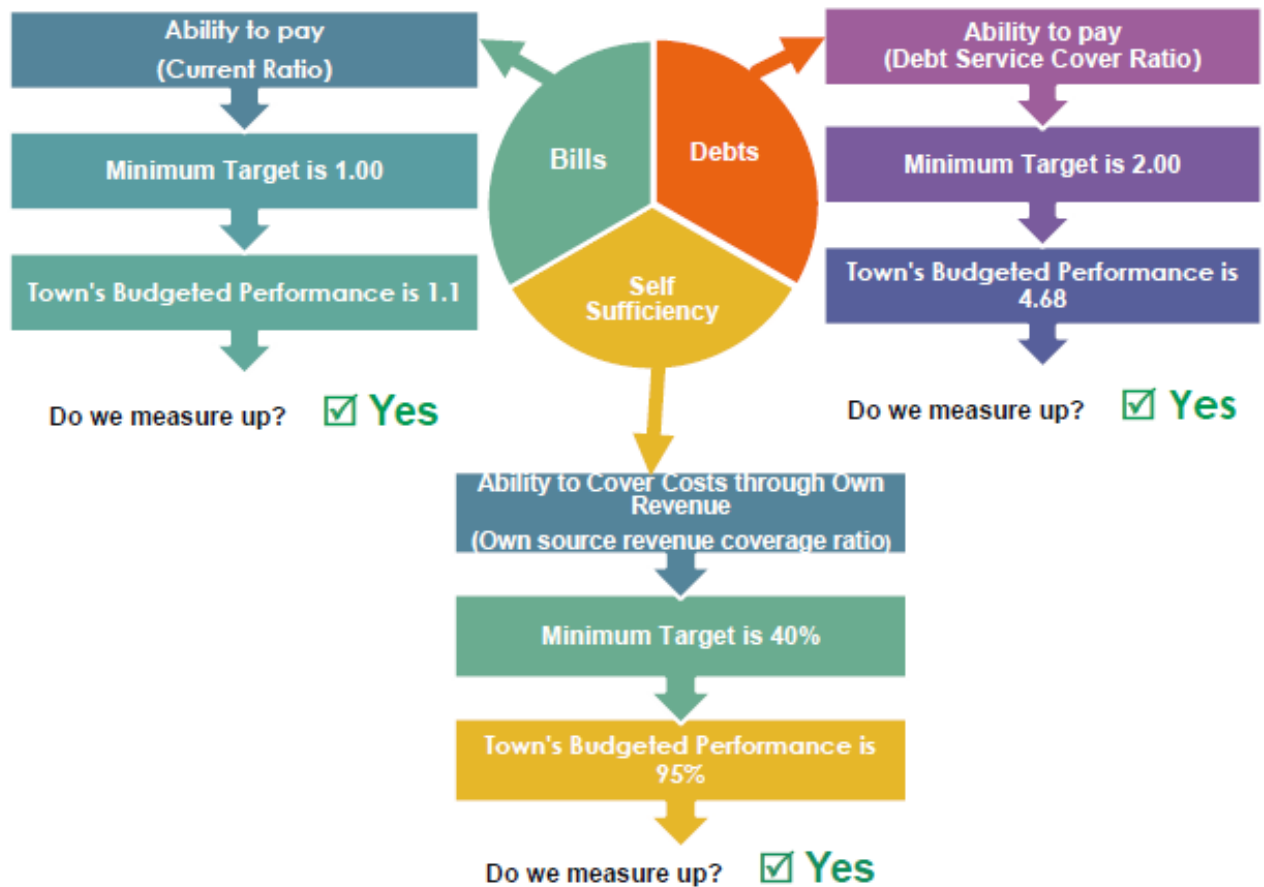 Ability to pay
(Current Ratio)
Minimum Target is 1.00
Town's Budgeted Performance is 1.1
Do we measure up? ☑ Yes
Bills
Debts
Self
Sufficiency
Ability to pay
(Debt Service Cover Ratio)
Minimum Target is 2.00
Town's Budgeted Performance is
4.68
Do we measure up? ☑ Yes
Ability to Cover Costs through Own
Revenue
(Own source revenue coverage ratio)
Minimum Target is 40%
Town's Budgeted Performance is
95%
Do we measure up? ☑ Yes